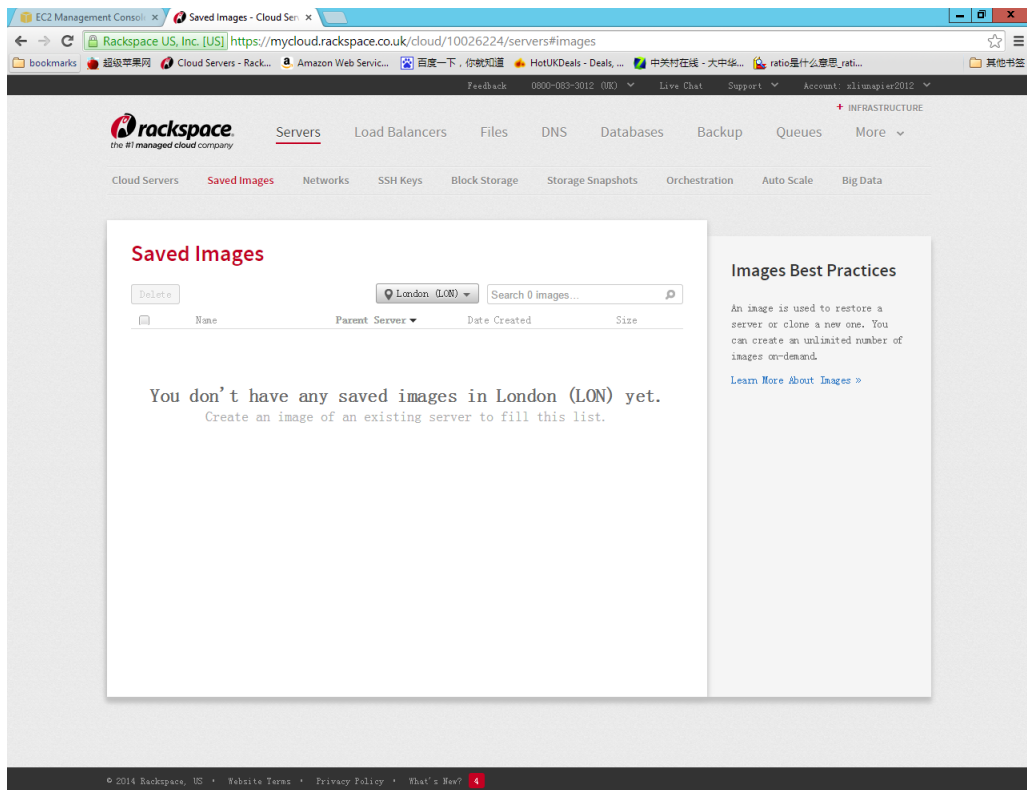 EC2 Management Consol × Saved Images - Cloud Ser ×
Rackspace US, Inc. [US] https://mycloud.rackspace.co.uk/cloud/10026224/servers#images
bookmarks 超级苹果网 Cloud Servers - Rack... Amazon Web Servic... 百度一下，你就知道 HotUKDeals - Deals, ... 中关村在线 - 大中华... ratio是什么意思_rati... 其他书签
Feedback 0800-083-3012 (UK) Live Chat Support Account: xliunapier2012
+ INFRASTRUCTURE
rackspace. Servers Load Balancers Files DNS Databases Backup Queues More
the #1 managed cloud company
Cloud Servers Saved Images Networks SSH Keys Block Storage Storage Snapshots Orchestration Auto Scale Big Data
Saved Images
Delete London (LON) Search 0 images...
Name Parent Server Date Created Size
You don't have any saved images in London (LON) yet.
Create an image of an existing server to fill this list.
Images Best Practices
An image is used to restore a
server or clone a new one. You
can create an unlimited number of
images on-demand.
Learn More About Images »
© 2014 Rackspace, US · Website Terms · Privacy Policy · What's New? 4